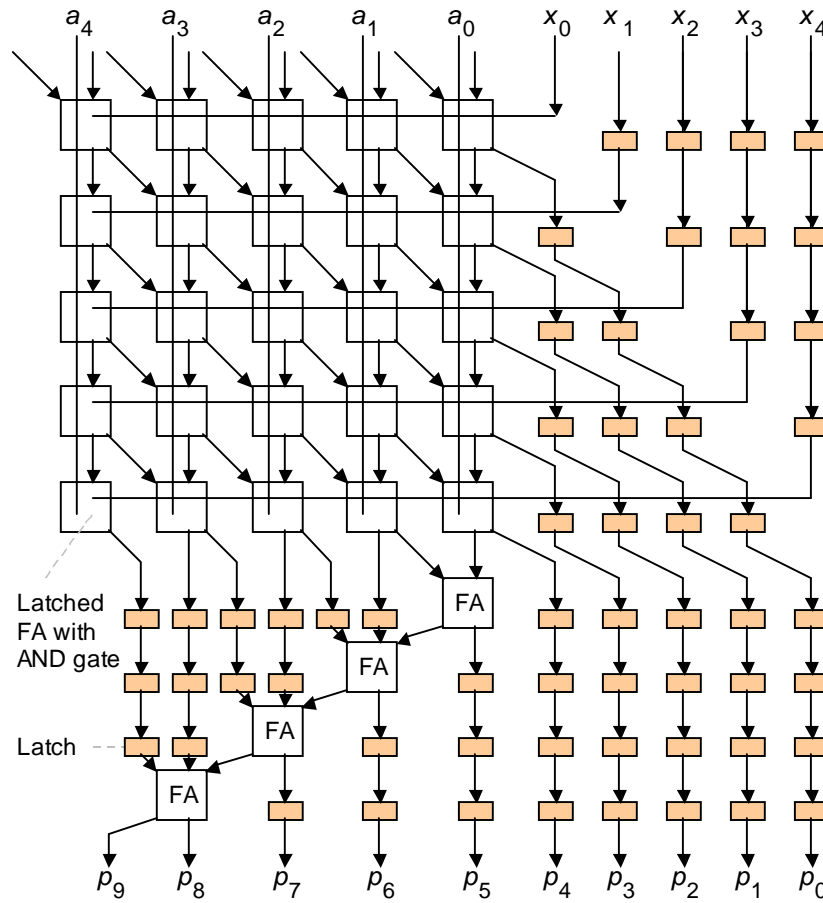 a4 a3 a2 a1 a0 x0 x1 x2 x3 x4
FA
Latched
FA with
AND gate
FA
FA
Latch
FA
p9 p8 p7 p6 p5 p4 p3 p2 p1 p0